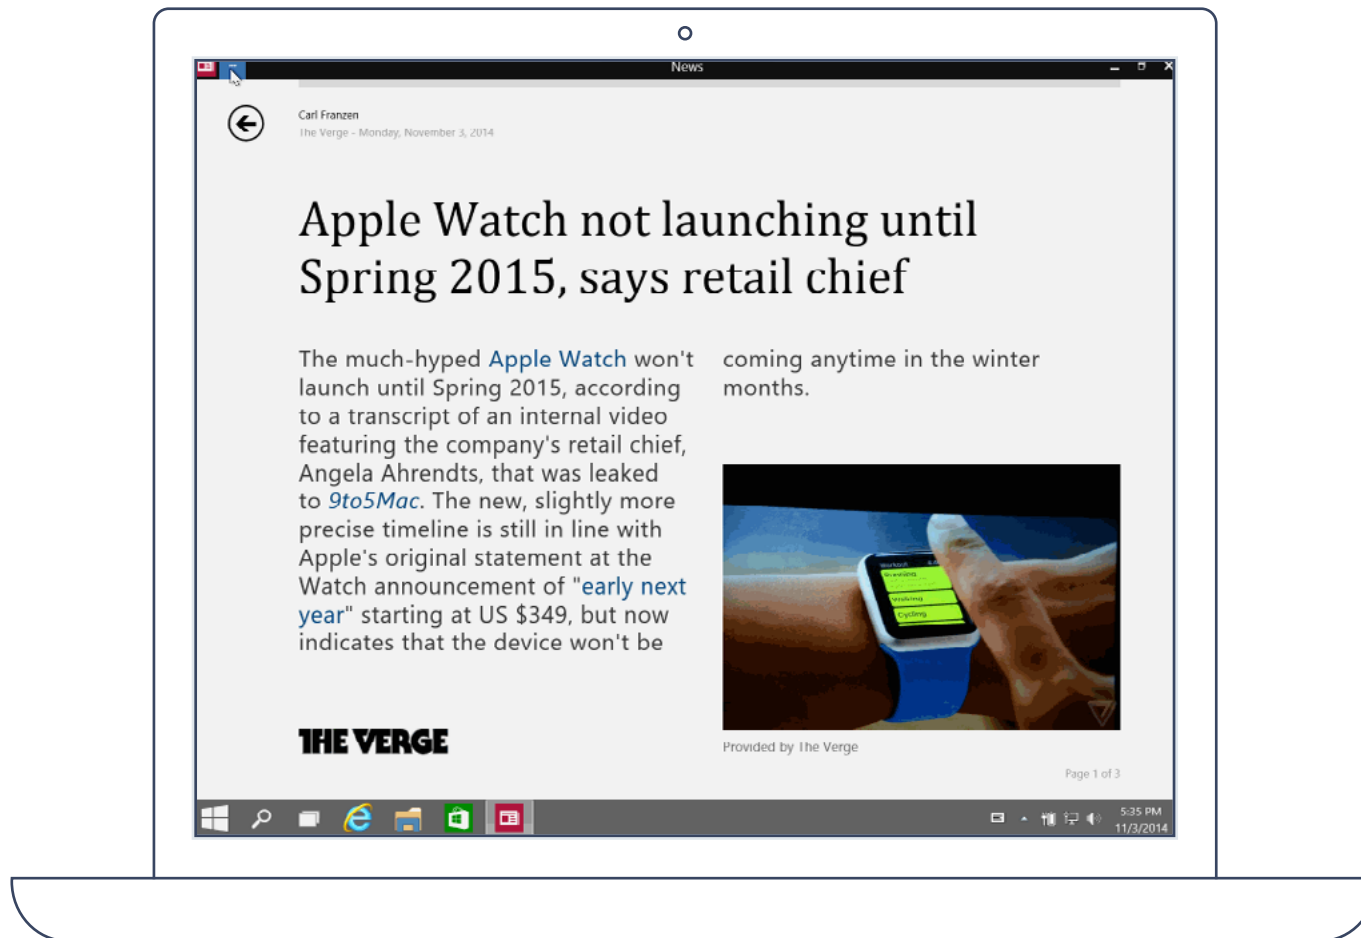 News
Carl Franzen
The Verge - Monday, November 3, 2014
Apple Watch not launching until
Spring 2015, says retail chief
The much-hyped Apple Watch won't
launch until Spring 2015, according
to a transcript of an internal video
featuring the company's retail chief,
Angela Ahrendts, that was leaked
to 9to5Mac. The new, slightly more
precise timeline is still in line with
Apple's original statement at the
Watch announcement of "early next
year" starting at US $349, but now
indicates that the device won't be
coming anytime in the winter
months.
Workout
Running
Walking
Cycling
THE VERGE
Provided by The Verge
Page 1 of 3
5:35 PM
11/3/2014